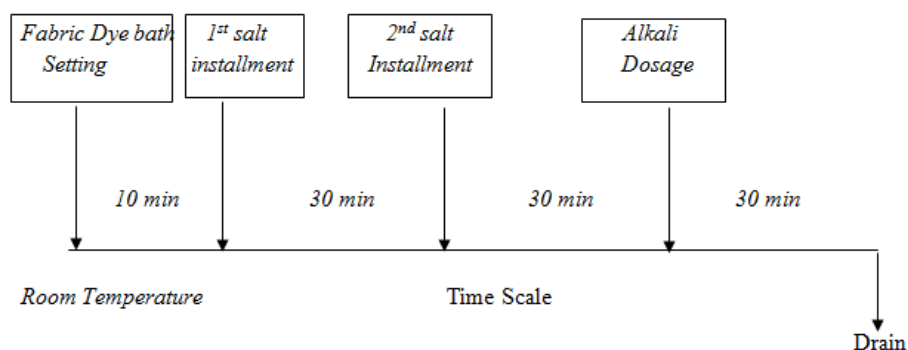 Fabric Dye bath
Setting
1st salt
installment
2nd salt
Installment
Alkali
Dosage
10 min
30 min
30 min
30 min
Room Temperature
Time Scale
Drain